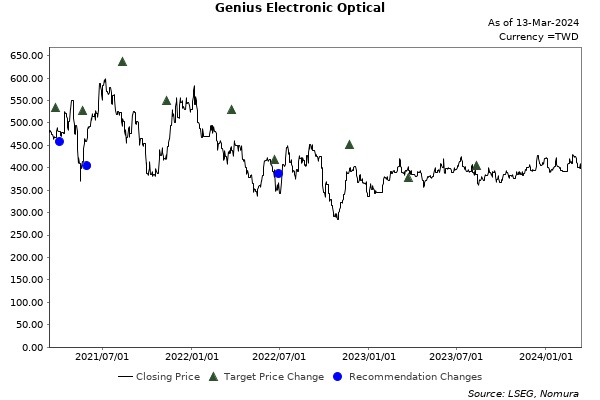 Genius Electronic Optical
As of 13-Mar-2024
Currency =TWD
650.00
600.00
550.00
500.00
450.00
400.00
350.00
300.00
250.00
200.00
150.00
100.00
50.00
0.00
2021/07/01 2022/01/01 2022/07/01 2023/01/01 2023/07/01 2024/01/01
Closing Price Target Price Change Recommendation Changes
Source: LSEG, Nomura